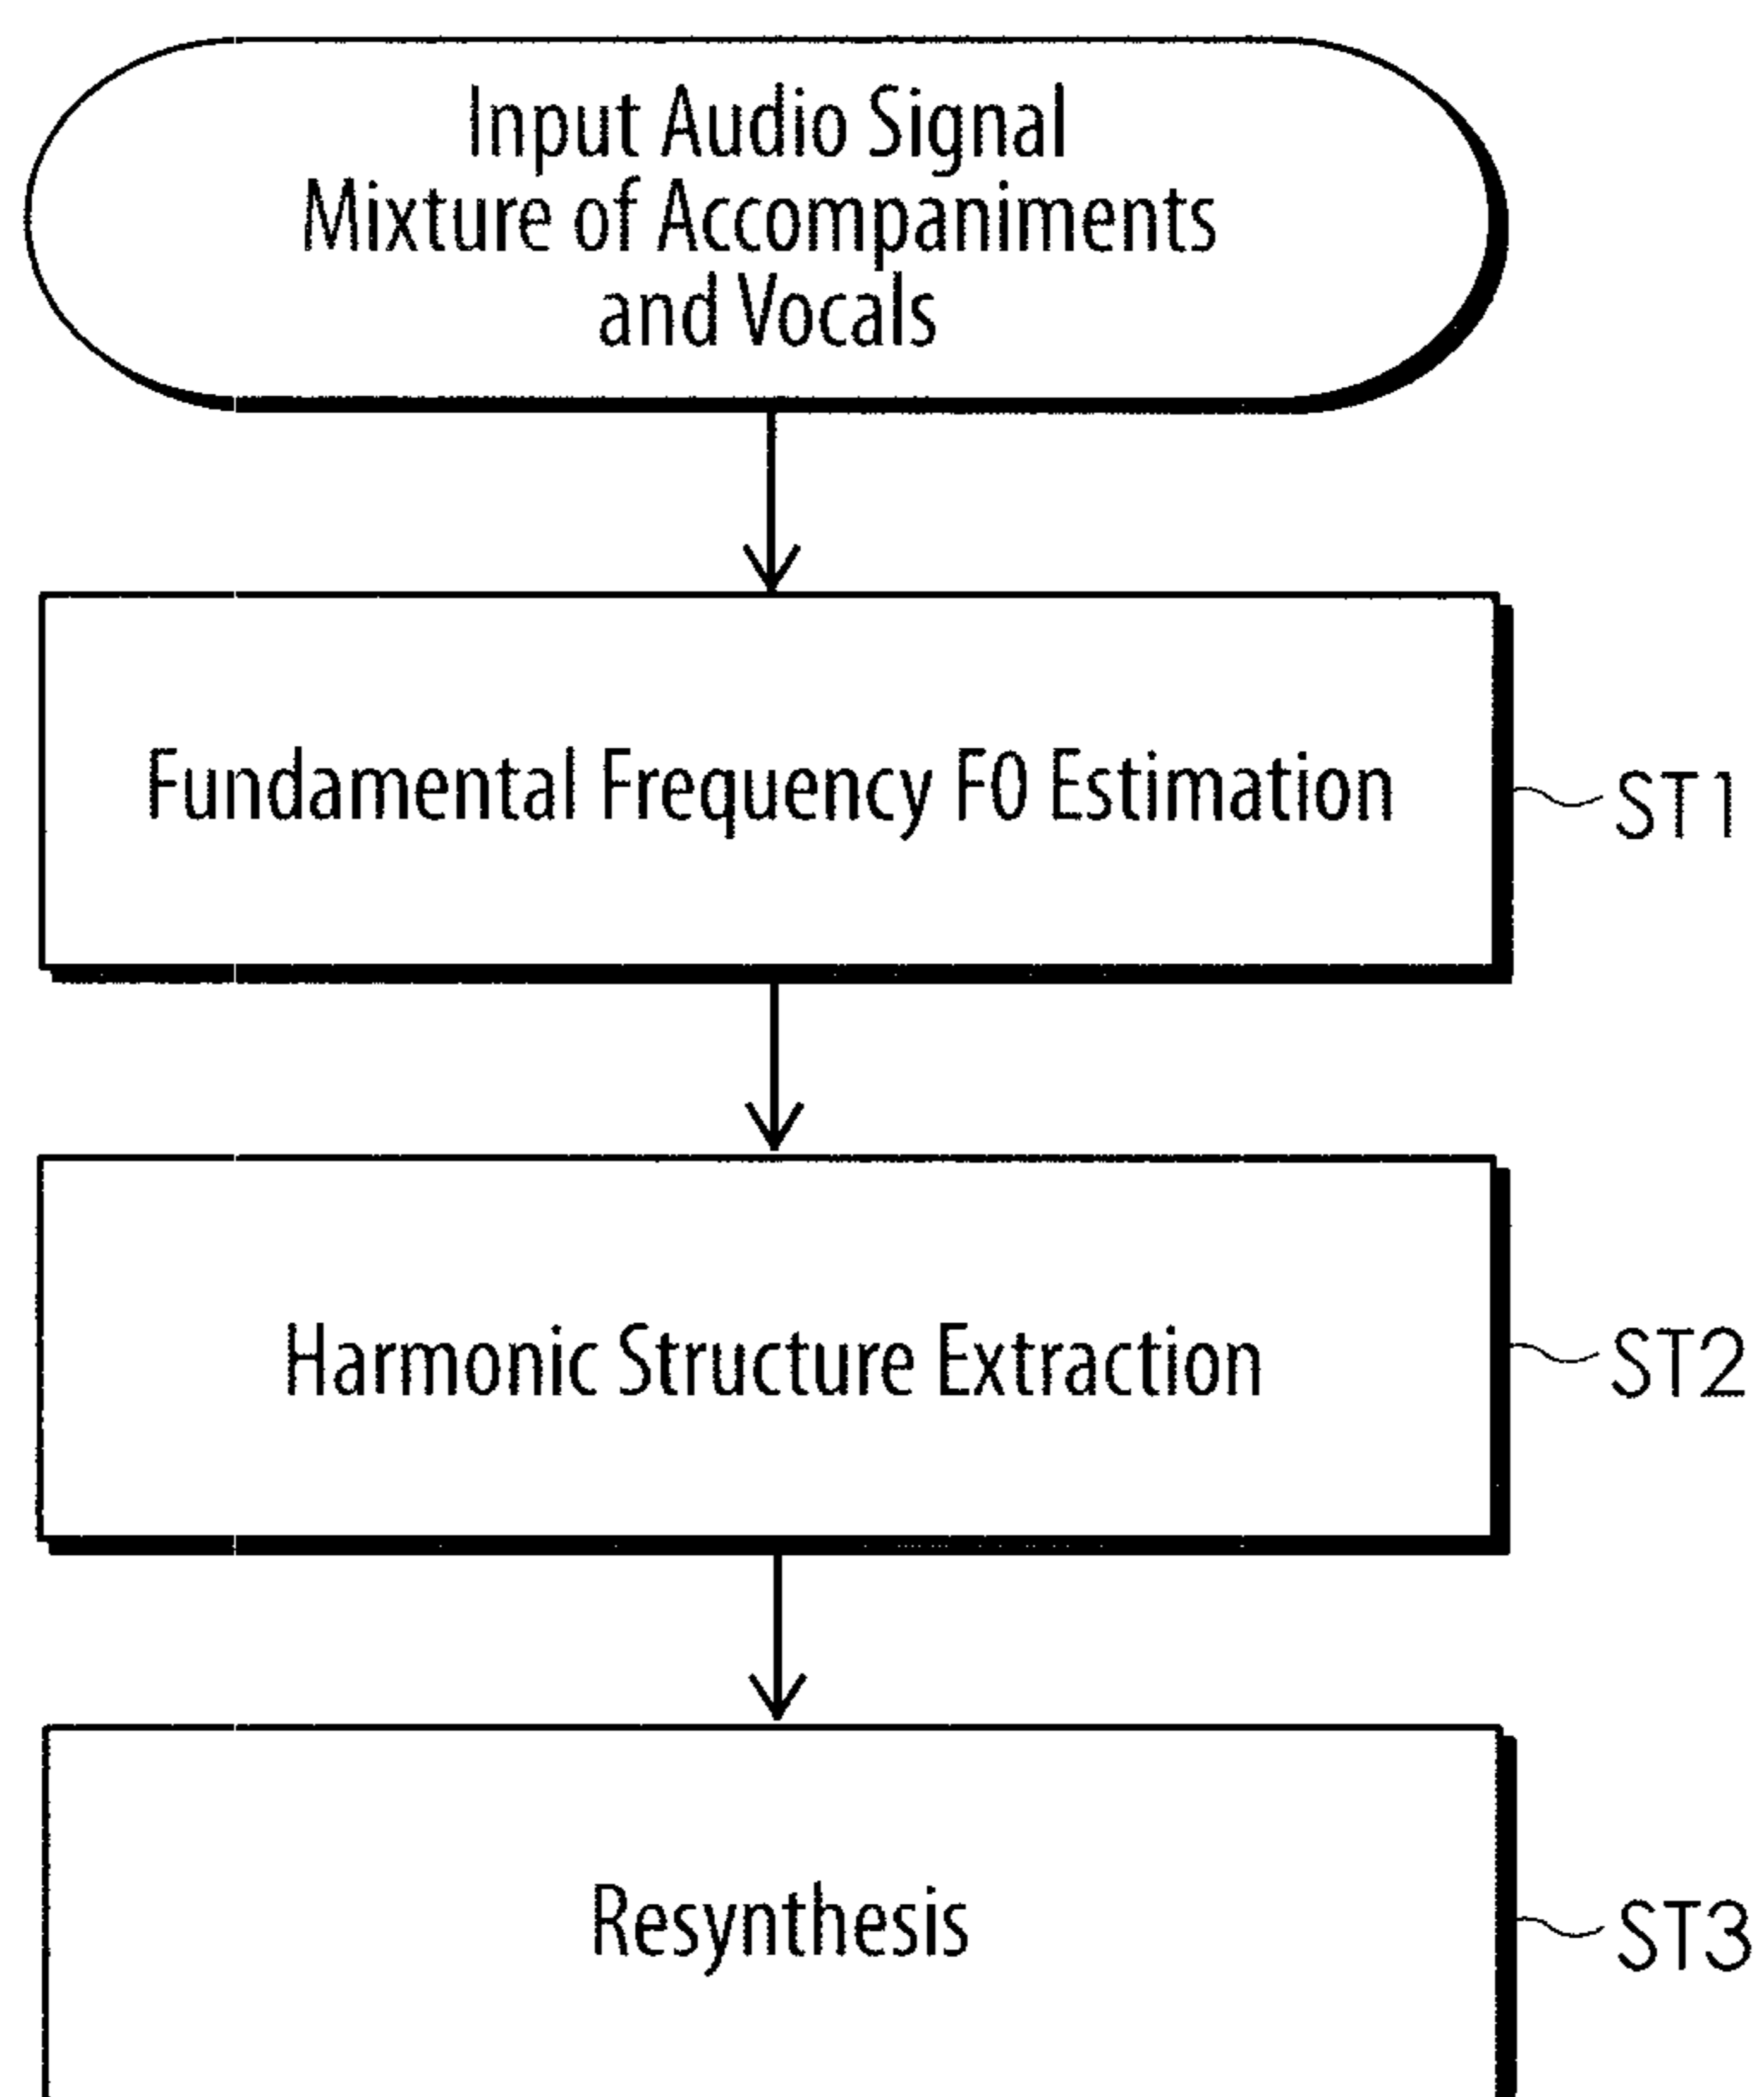 Input Audio Signal
Mixture of Accompaniments
and Vocals
Fundamental Frequency F0 Estimation
ST1
Harmonic Structure Extraction
ST2
Resynthesis
ST3